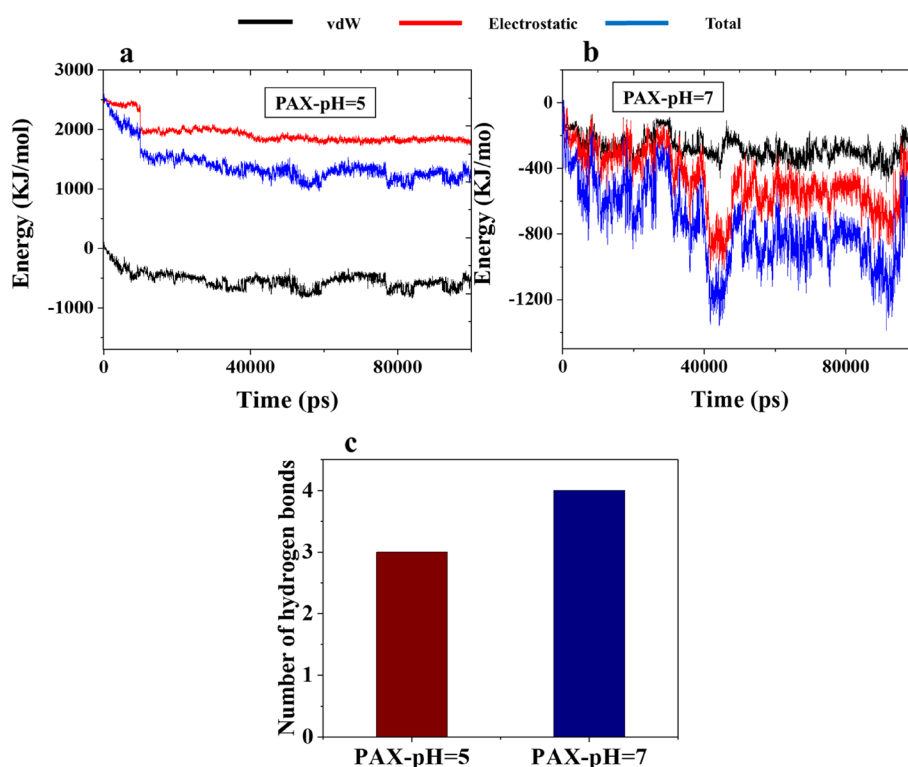 vdW Electrostatic Total
a
PAX-pH=5
3000
2000
1000
0
-1000
Energy (KJ/mol)
0 40000 80000
Time (ps)
b
PAX-pH=7
0
-400
-800
-1200
Energy (KJ/mo)
0 40000 80000
Time (ps)
c
4
3
2
1
0
Number of hydrogen bonds
PAX-pH=5 PAX-pH=7